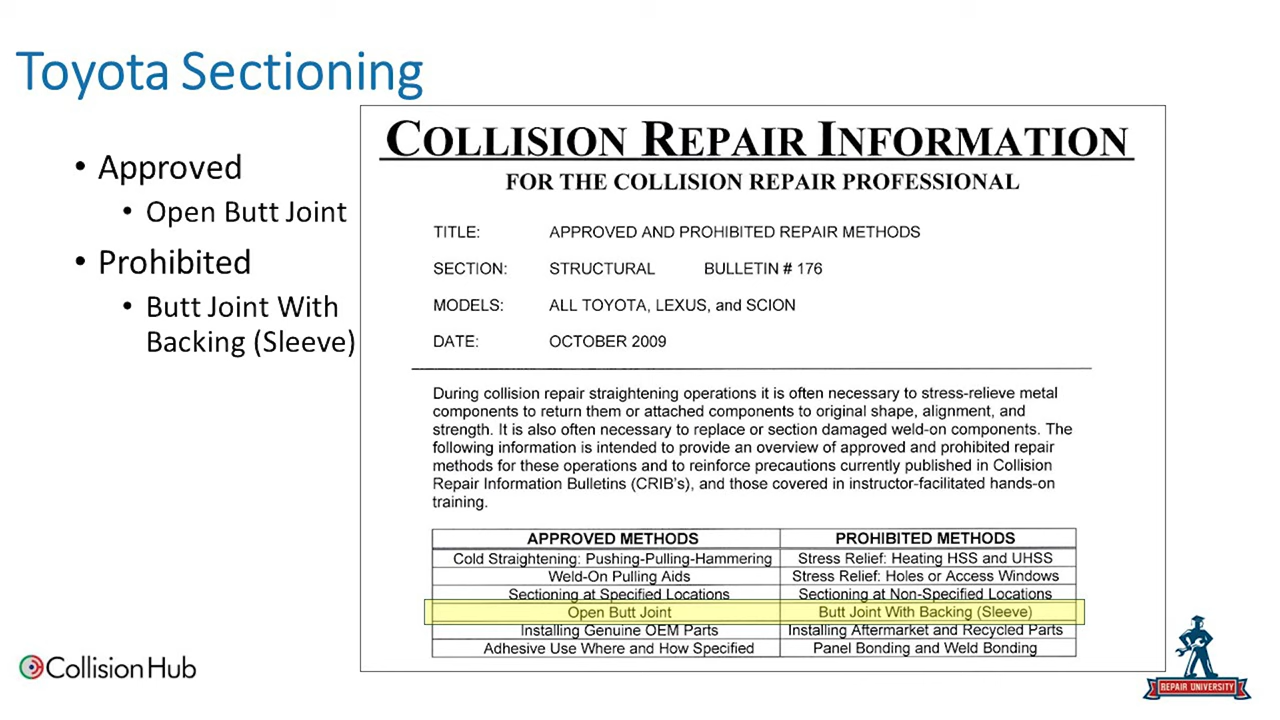 Toyota Sectioning
• Approved
• Open Butt Joint
• Prohibited
• Butt Joint With
Backing (Sleeve)
COLLISION REPAIR INFORMATION
FOR THE COLLISION REPAIR PROFESSIONAL
TITLE: APPROVED AND PROHIBITED REPAIR METHODS
SECTION: STRUCTURAL BULLETIN # 176
MODELS: ALL TOYOTA, LEXUS, and SCION
DATE: OCTOBER 2009
During collision repair straightening operations it is often necessary to stress-relieve metal
components to return them or attached components to original shape, alignment, and
strength. It is also often necessary to replace or section damaged weld-on components. The
following information is intended to provide an overview of approved and prohibited repair
methods for these operations and to reinforce precautions currently published in Collision
Repair Information Bulletins (CRIB's), and those covered in instructor-facilitated hands-on
training.
APPROVED METHODS PROHIBITED METHODS
Cold Straightening: Pushing-Pulling-Hammering Stress Relief: Heating HSS and UHSS
Weld-On Pulling Aids Stress Relief: Holes or Access Windows
Sectioning at Specified Locations Sectioning at Non-Specified Locations
Open Butt Joint Butt Joint With Backing (Sleeve)
Installing Genuine OEM Parts Installing Aftermarket and Recycled Parts
Adhesive Use Where and How Specified Panel Bonding and Weld Bonding
Collision Hub
REPAIR UNIVERSITY